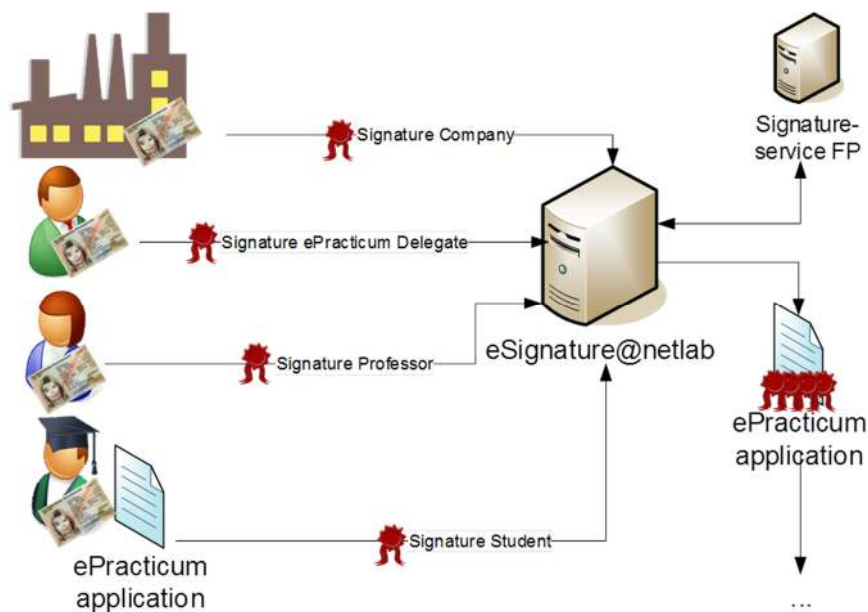 Signature Company
Signature-
service FP
Signature ePracticum Delegate
eSignature@netlab
Signature Professor
ePracticum
application
Signature Student
ePracticum
application
...